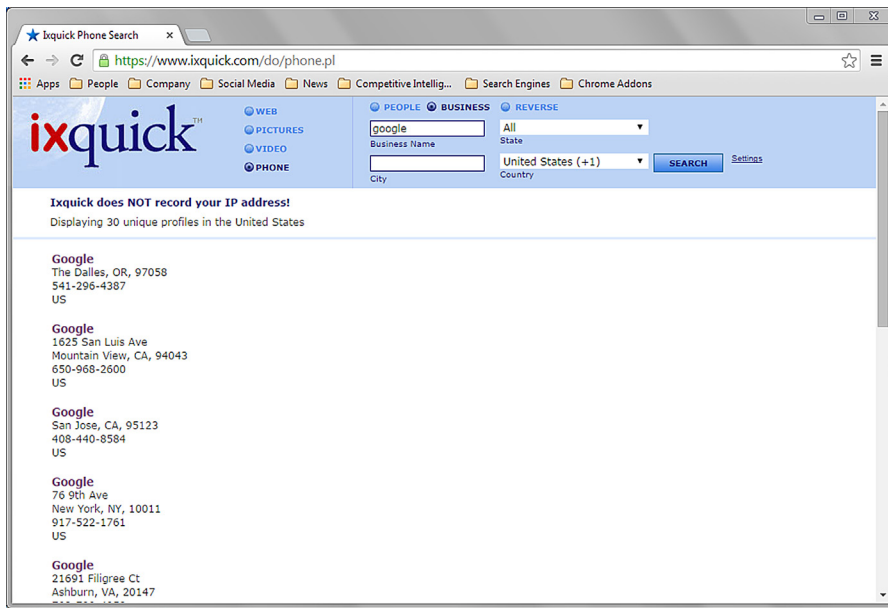 Ixquick Phone Search x
https://www.ixquick.com/do/phone.pl
Apps People Company Social Media News Competitive Intellig... Search Engines Chrome Addons
ixquick™
WEB
PICTURES
VIDEO
PHONE
PEOPLE BUSINESS REVERSE
google All
Business Name State
United States (+1) SEARCH Settings
City Country
Ixquick does NOT record your IP address!
Displaying 30 unique profiles in the United States
Google
The Dalles, OR, 97058
541-296-4387
US
Google
1625 San Luis Ave
Mountain View, CA, 94043
650-968-2600
US
Google
San Jose, CA, 95123
408-440-8584
US
Google
76 9th Ave
New York, NY, 10011
917-522-1761
US
Google
21691 Filigree Ct
Ashburn, VA, 20147